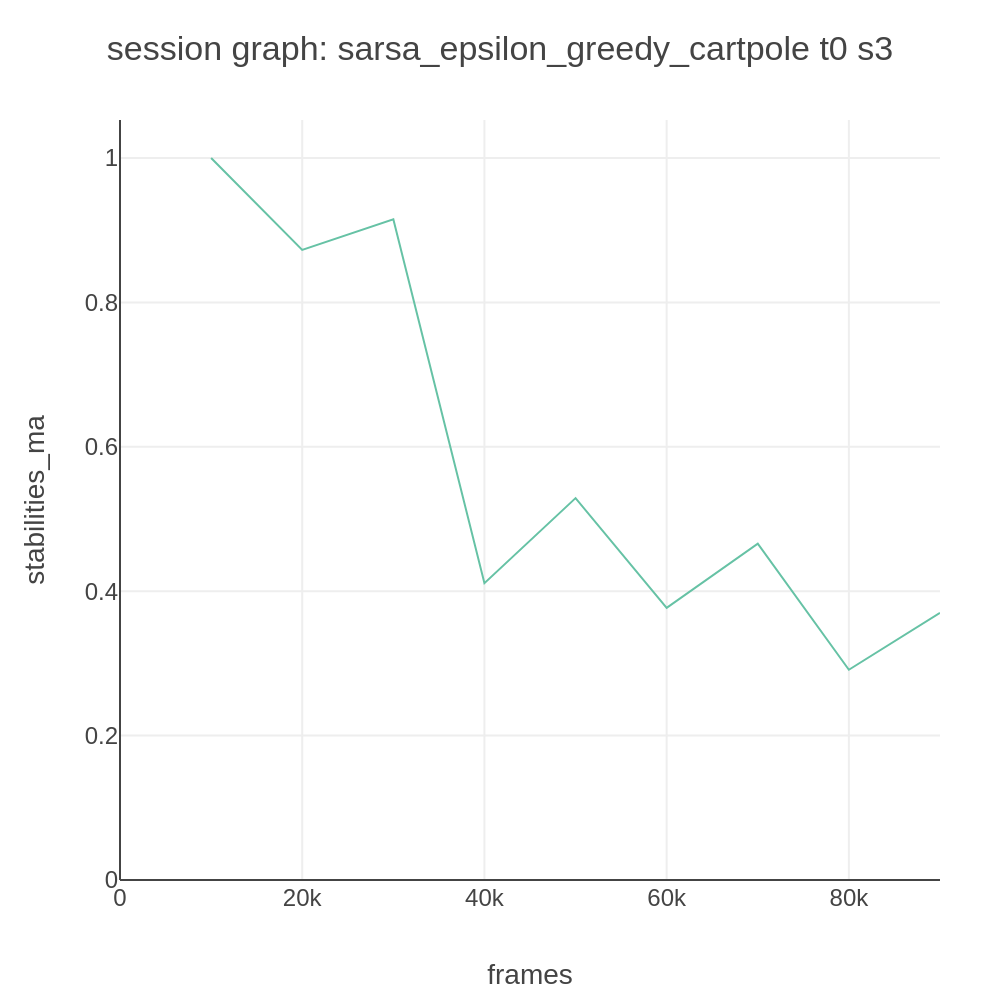 session graph: sarsa_epsilon_greedy_cartpole t0 s3
1
0.8
0.6
0.4
0.2
0
stabilities_ma
0
20k
40k
60k
80k
frames